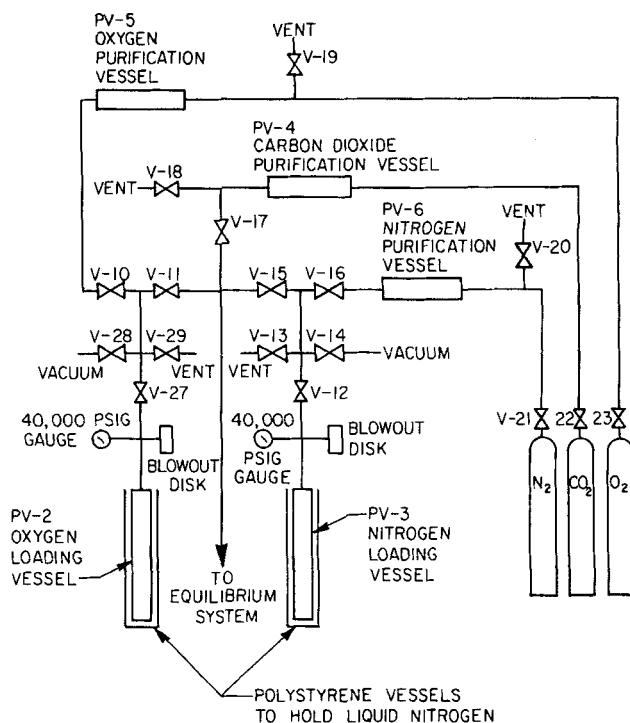 PV-5
OXYGEN
PURIFICATION
VESSEL
VENT
V-19
PV-4
CARBON DIOXIDE
PURIFICATION VESSEL
V-18
VENT
V-17
PV-6
NITROGEN
PURIFICATION
VESSEL
VENT
V-20
V-10
V-11
V-15
V-16
V-28
V-29
V-13
V-14
VACUUM
VENT
VENT
VACUUM
V-27
V-12
40,000 PSIG
GAUGE
BLOWOUT
DISK
40,000
PSIG
GAUGE
BLOWOUT
DISK
V-21
22
23
N2
CO2
O2
PV-2
OXYGEN
LOADING
VESSEL
PV-3
NITROGEN
LOADING
VESSEL
TO
EQUILIBRIUM
SYSTEM
POLYSTYRENE VESSELS
TO HOLD LIQUID NITROGEN